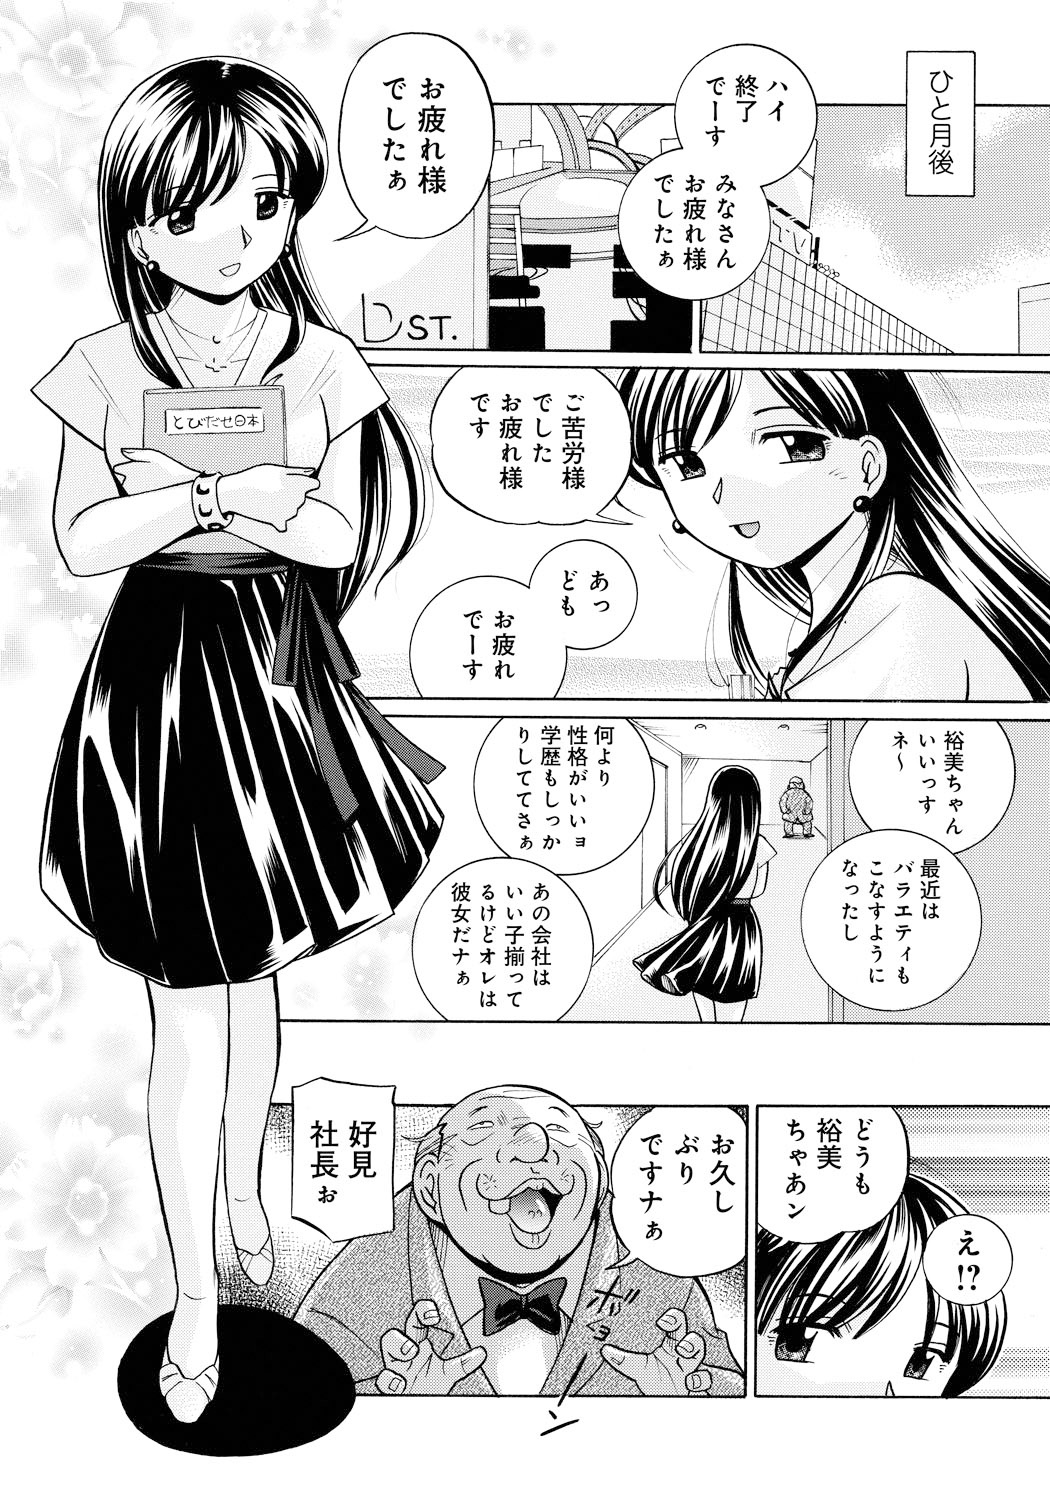 ひと月後
ハイ
終了
でーす
みなさん
お疲れ様
でしたぁ
お疲れ様
でしたぁ
ST.
とびだせ日本
ご苦労様
でした
お疲れ様
です
あっ
ども
お疲れ
でーす
裕美ちゃん
いいっす
ネ〜
最近は
バラエティも
こなすように
なったし
何より
性格がいいョ
学歴もしっか
りしててさぁ
あの会社は
いい子揃って
るけどオレは
彼女だナぁ
どうも
裕美
ちゃあン
え!?
お久し
ぶり
ですナぁ
好見
社長ぉ